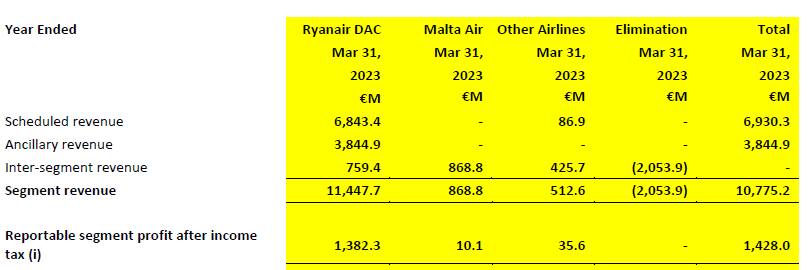 Year Ended Ryanair DAC Malta Air Other Airlines Elimination Total
Mar 31, Mar 31, Mar 31, Mar 31, Mar 31,
2023 2023 2023 2023 2023
€M €M €M €M €M
Scheduled revenue 6,843.4 - 86.9 - 6,930.3
Ancillary revenue 3,844.9 - - - 3,844.9
Inter-segment revenue 759.4 868.8 425.7 (2,053.9) -
Segment revenue 11,447.7 868.8 512.6 (2,053.9) 10,775.2
Reportable segment profit after income
tax (i) 1,382.3 10.1 35.6 - 1,428.0